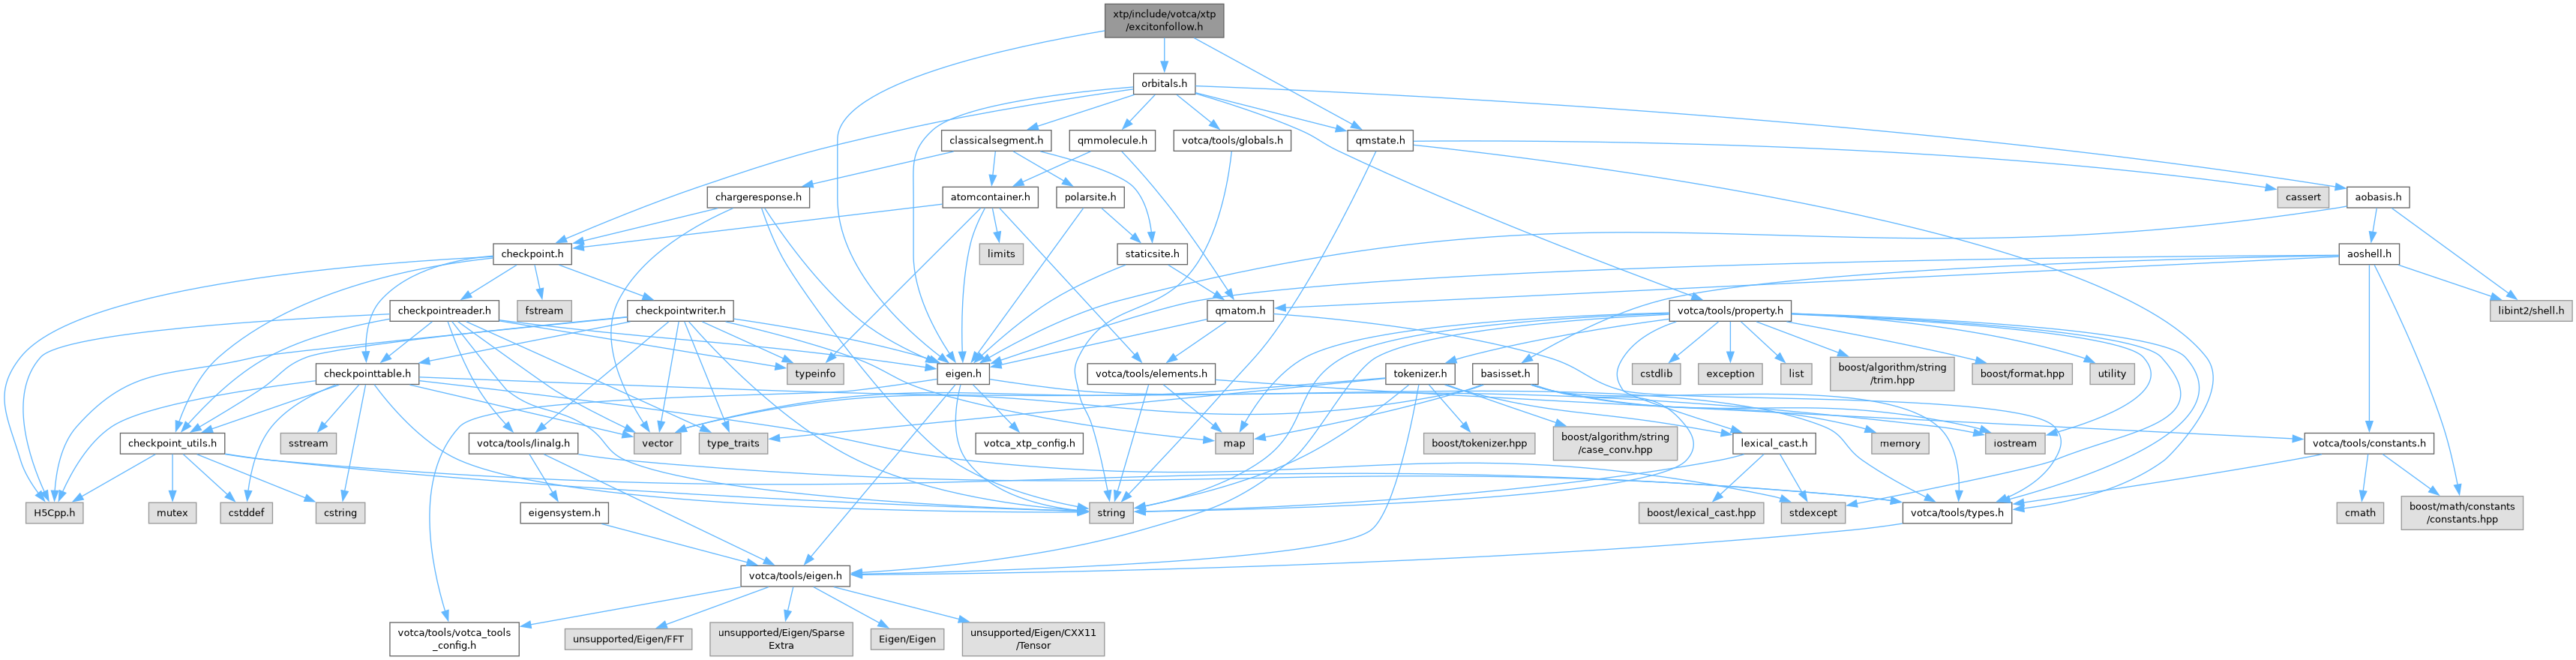 xtp/include/votca/xtp
/excitonfollow.h
orbitals.h
classicalsegment.h
qmmolecule.h
votca/tools/globals.h
qmstate.h
chargeresponse.h
atomcontainer.h
polarsite.h
cassert
aobasis.h
checkpoint.h
limits
staticsite.h
aoshell.h
checkpointreader.h
fstream
checkpointwriter.h
qmatom.h
votca/tools/property.h
libint2/shell.h
checkpointtable.h
typeinfo
eigen.h
votca/tools/elements.h
tokenizer.h
basisset.h
cstdlib
exception
list
boost/algorithm/string
/trim.hpp
boost/format.hpp
utility
checkpoint_utils.h
sstream
votca/tools/linalg.h
vector
type_traits
votca_xtp_config.h
map
boost/tokenizer.hpp
boost/algorithm/string
/case_conv.hpp
lexical_cast.h
memory
iostream
votca/tools/constants.h
H5Cpp.h
mutex
cstddef
cstring
eigensystem.h
string
boost/lexical_cast.hpp
stdexcept
votca/tools/types.h
cmath
boost/math/constants
/constants.hpp
votca/tools/eigen.h
votca/tools/votca_tools
_config.h
unsupported/Eigen/FFT
unsupported/Eigen/Sparse
Extra
Eigen/Eigen
unsupported/Eigen/CXX11
/Tensor